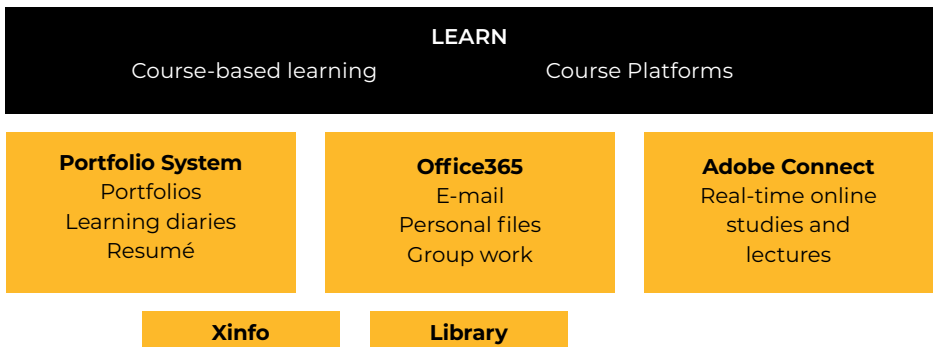 LEARN
Course-based learning Course Platforms
Portfolio System
Portfolios
Learning diaries
Resumé
Office365
E-mail
Personal files
Group work
Adobe Connect
Real-time online
studies and
lectures
Xinfo
Library